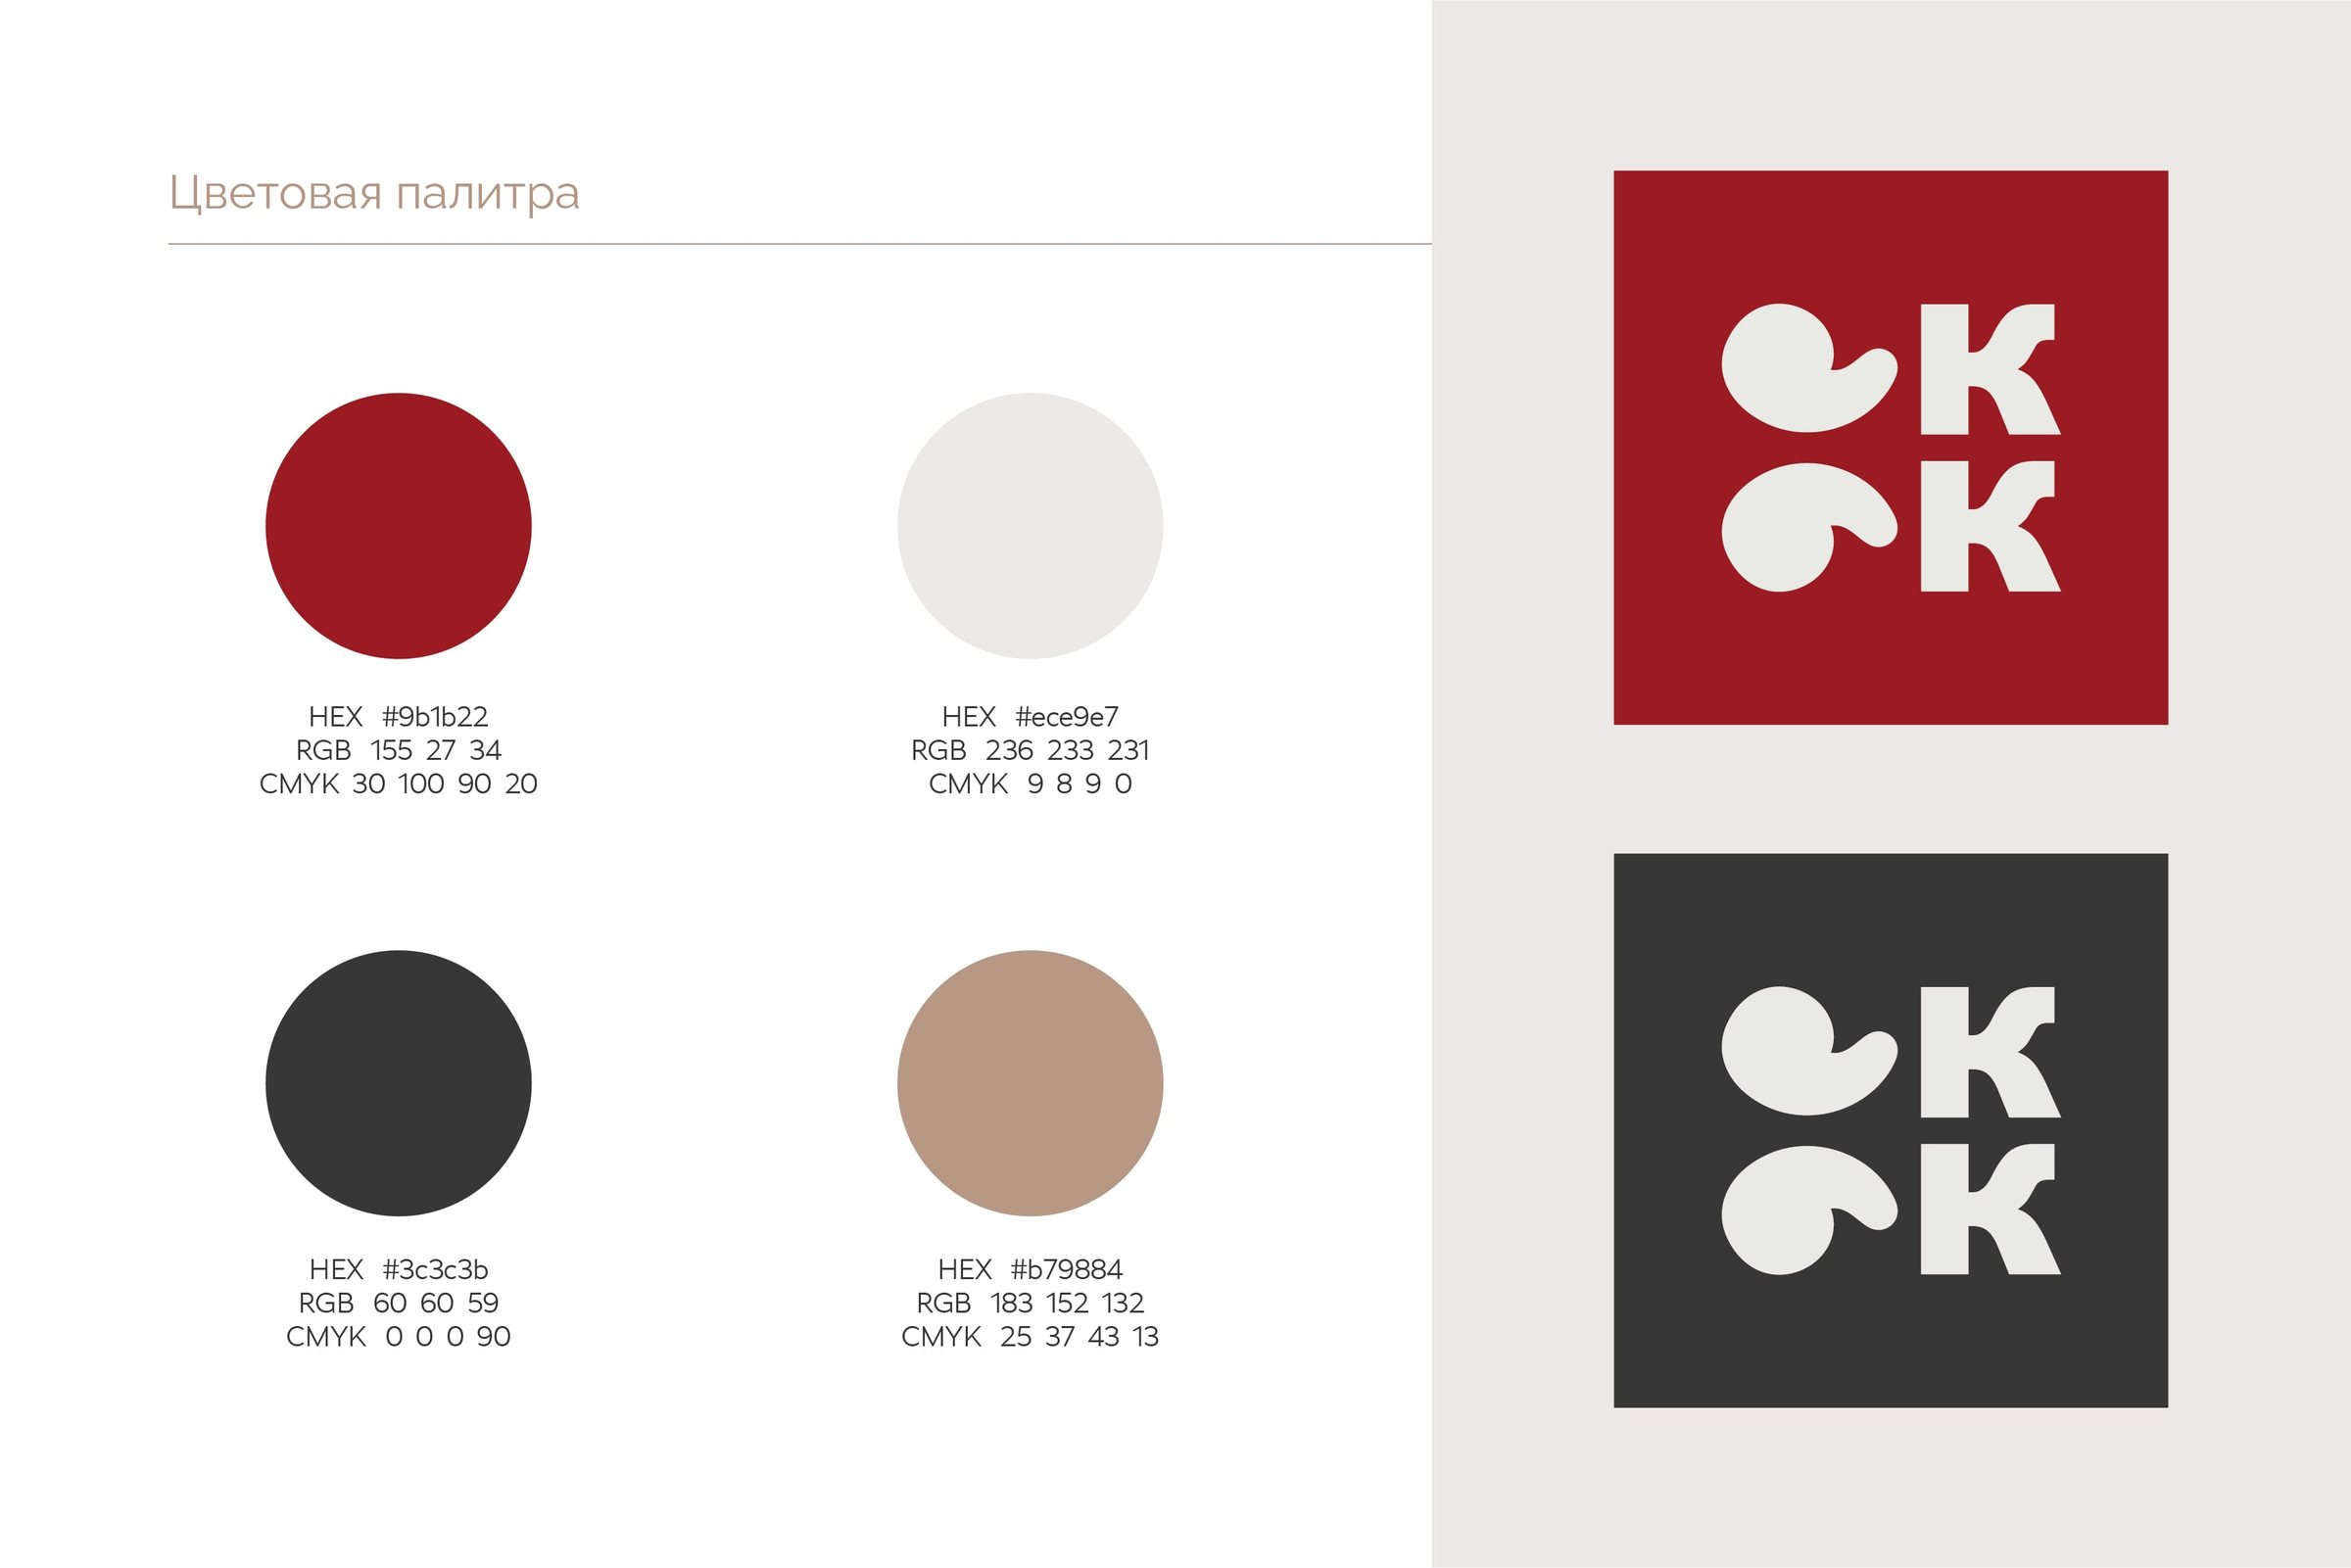 Цветовая палитра
HEX #9b1b22
RGB 155 27 34
CMYK 30 100 90 20
HEX #ece9e7
RGB 236 233 231
CMYK 9 8 9 0
HEX #3c3c3b
RGB 60 60 59
CMYK 0 0 0 90
HEX #b79884
RGB 183 152 132
CMYK 25 37 43 13
К
К
К
К